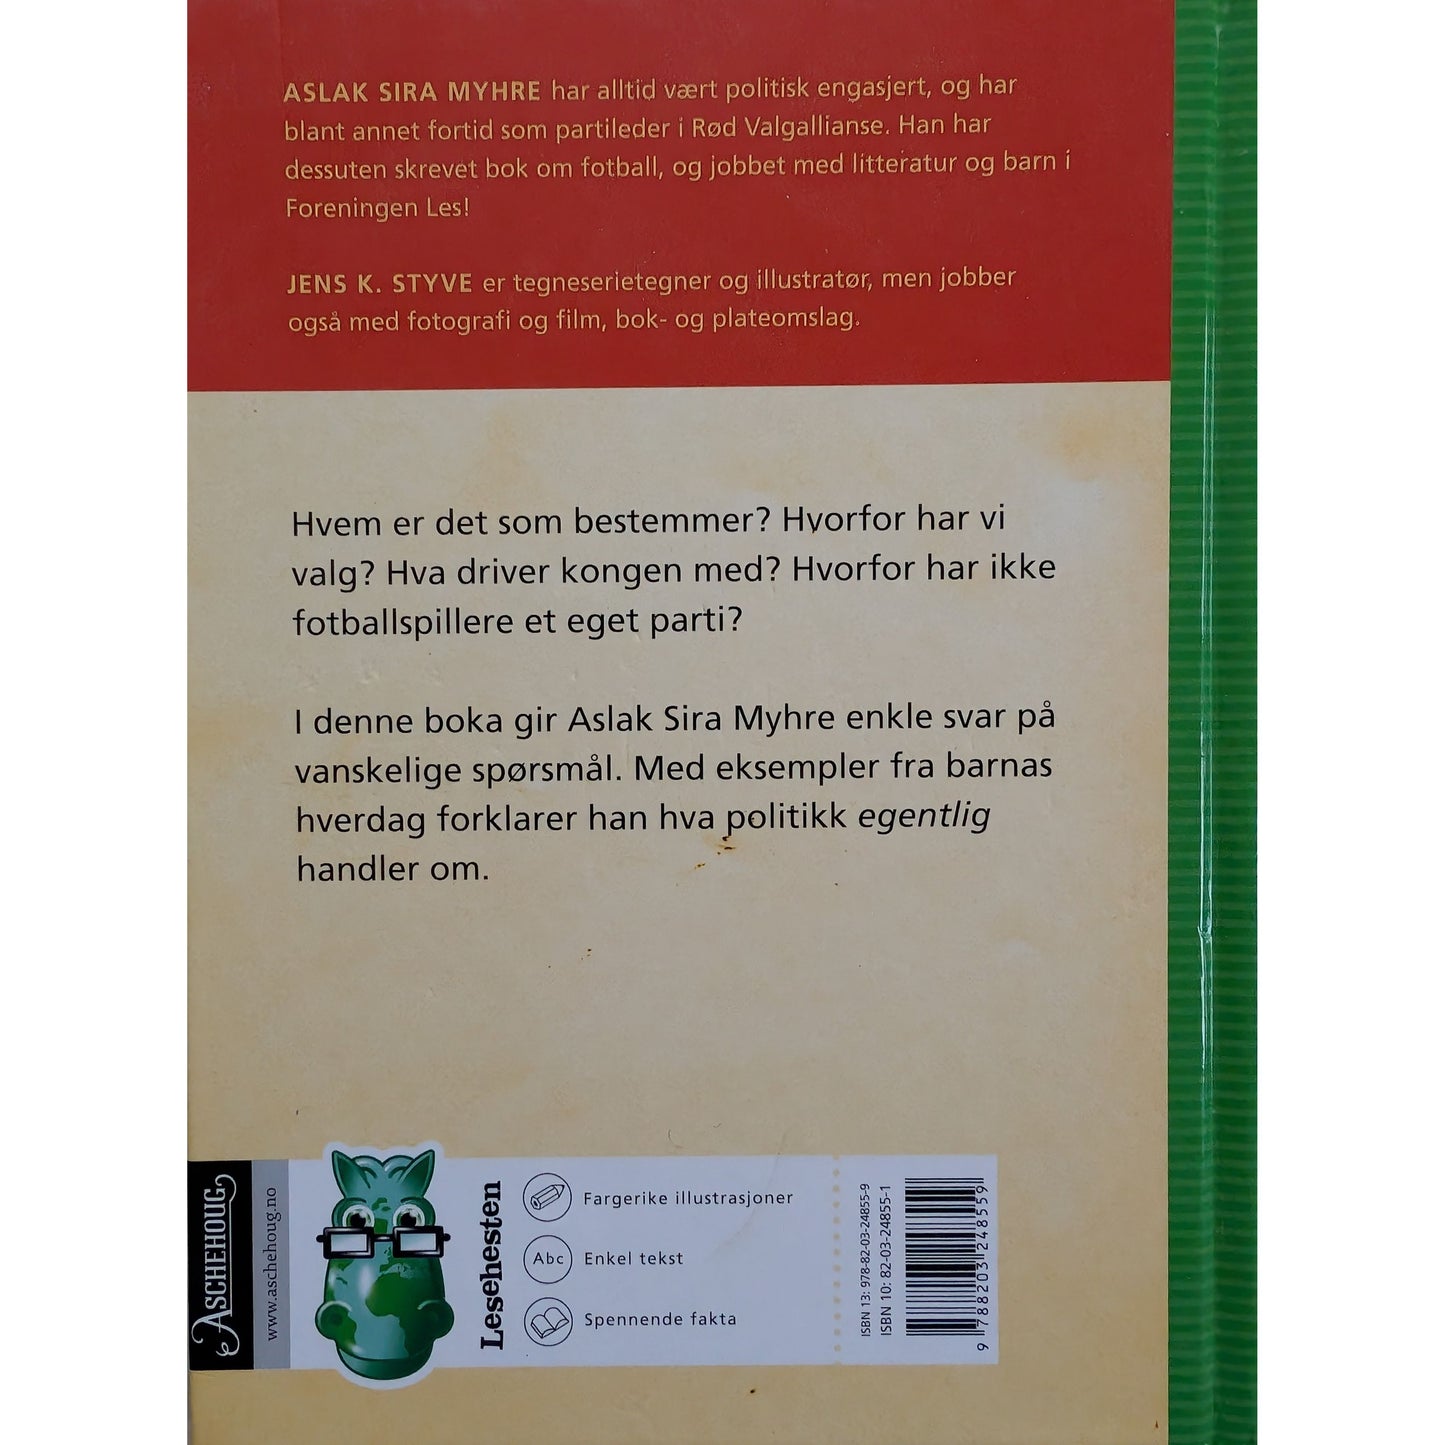 ASLAK SIRA MYHRE har alltid vært politisk engasjert, og har
blant annet fortid som partileder i Rød Valgallianse. Han har
dessuten skrevet bok om fotball, og jobbet med litteratur og barn i
Foreningen Les!
JENS K. STYVE er tegneserietegner og illustratør, men jobber
også med fotografi og film, bok- og plateomslag.
Hvem er det som bestemmer? Hvorfor har vi
valg? Hva driver kongen med? Hvorfor har ikke
fotballspillere et eget parti?
I denne boka gir Aslak Sira Myhre enkle svar på
vanskelige spørsmål. Med eksempler fra barnas
hverdag forklarer han hva politikk egentlig
handler om.
ASCHEHOUG
www.aschehoug.no
Lesehesten
Fargerike illustrasjoner
Abc Enkel tekst
Spennende fakta
ISBN 13: 978-82-03-24855-9
ISBN 10: 82-03-24855-1
9 788203 248559